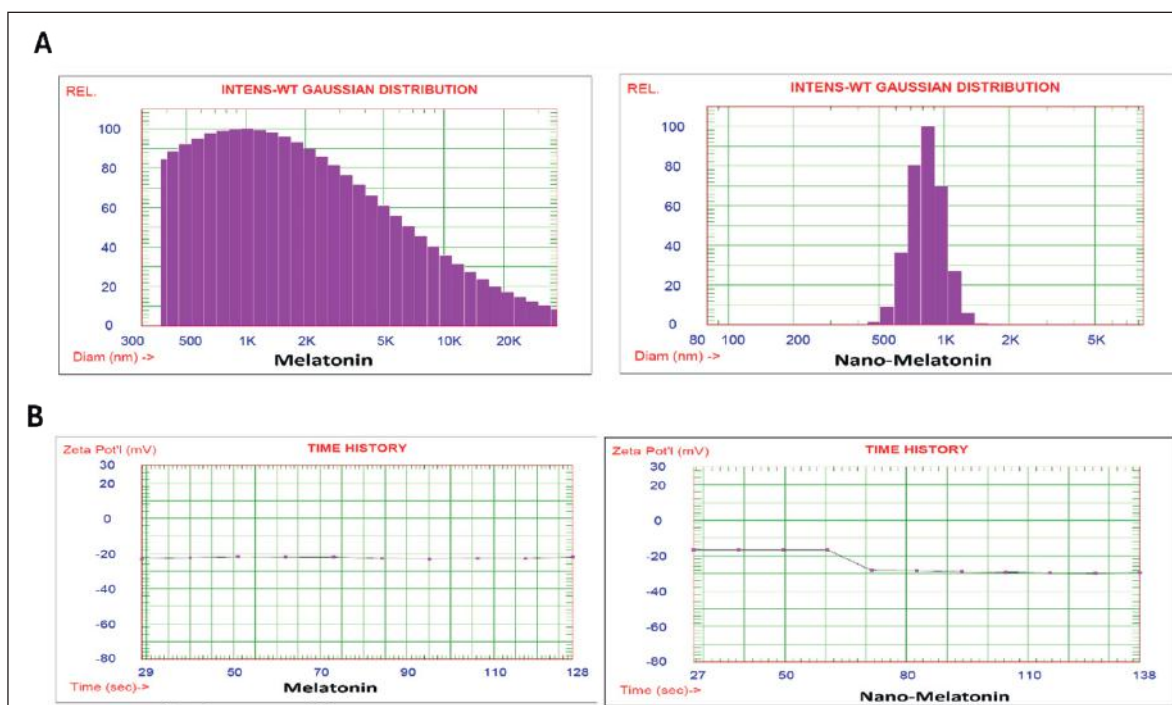 A
REL. INTENS-WT GAUSSIAN DISTRIBUTION
100
80
60
40
20
0
300 500 1K 2K 5K 10K 20K
Diam (nm) -> Melatonin
REL. INTENS-WT GAUSSIAN DISTRIBUTION
100
80
60
40
20
0
80 100 200 500 1K 2K 5K
Diam (nm) -> Nano-Melatonin
B
Zeta Pot'l (mV) TIME HISTORY
30
20
0
-20
-40
-60
-80
29 50 70 90 110 128
Time (sec)-> Melatonin
Zeta Pot'l (mV) TIME HISTORY
30
20
0
-20
-40
-60
-80
27 50 80 110 138
Time (sec)-> Nano-Melatonin